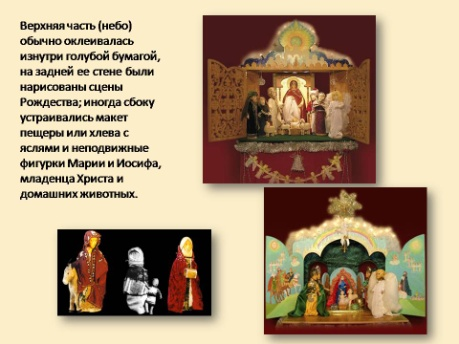 Верхняя часть (небо)
обычно оклеивалась
изнутри голубой бумагой,
на задней ее стене были
нарисованы сцены
Рождества; иногда сбоку
устраивались макет
пещеры или хлева с
яслями и неподвижные
фигурки Марии и Иосифа,
младенца Христа и
домашних животных.